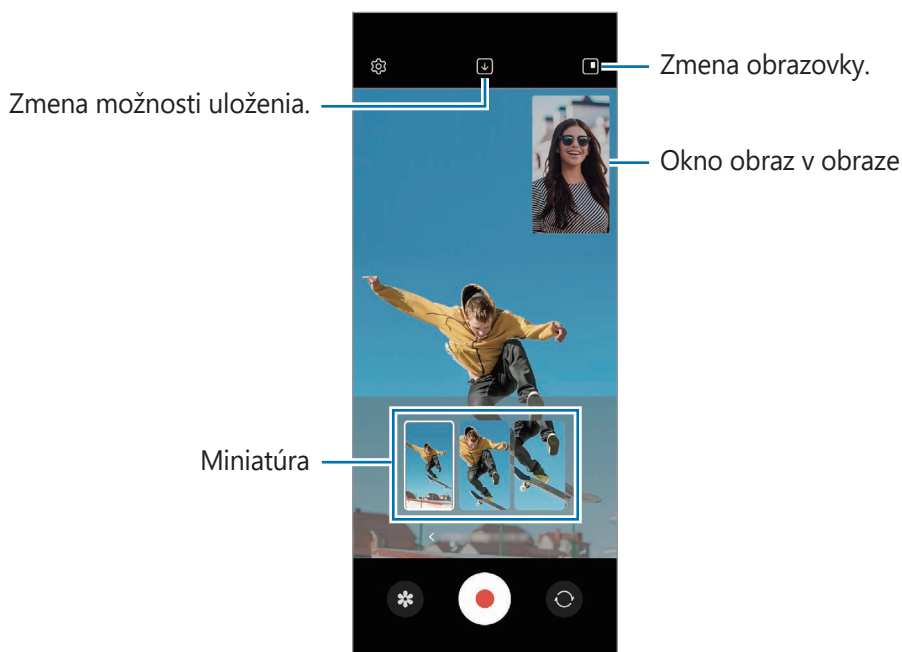 Zmena obrazovky.
Zmena možnosti uloženia.
Okno obraz v obraze
Miniatúra